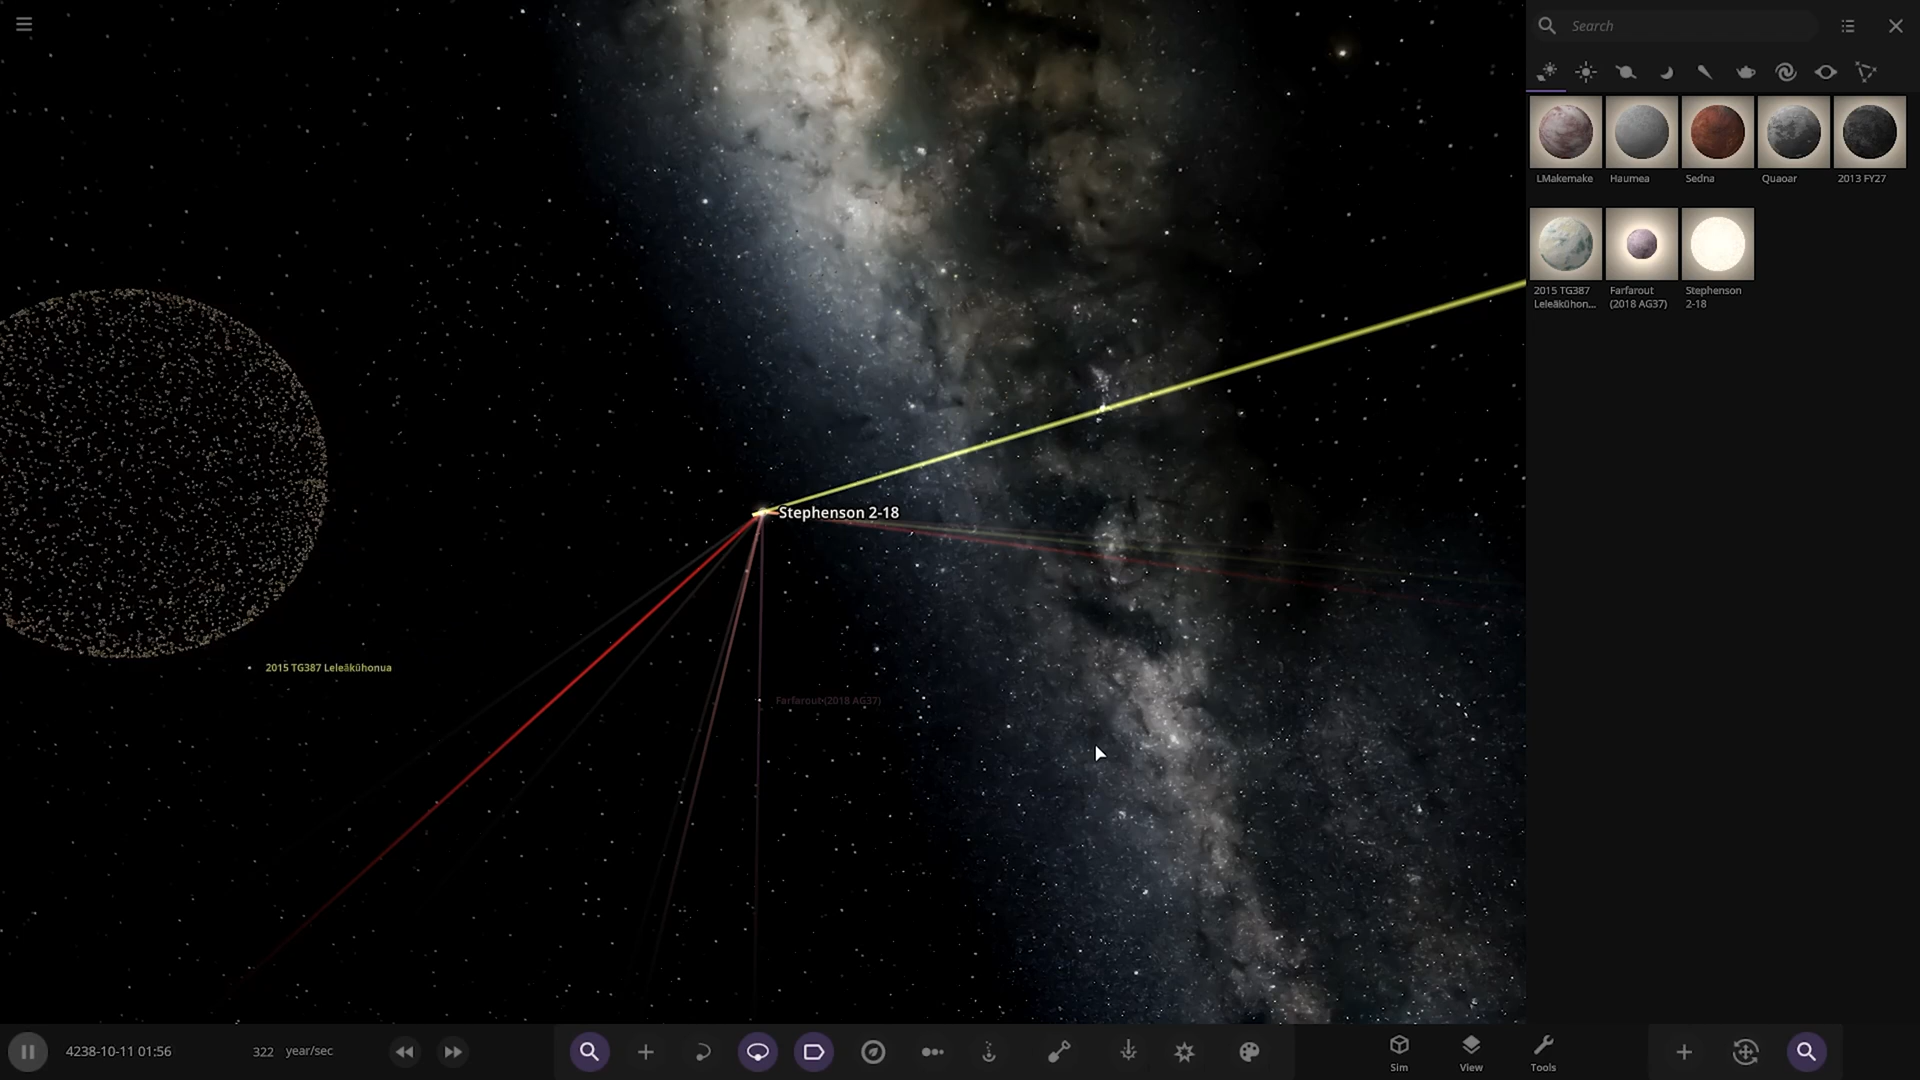 Search
LMakemake
Haumea
Sedna
Quaoar
2013 FY27
2015 TG387
Leleākūhon...
Farfarout
(2018 AG37)
Stephenson
2-18
Stephenson 2-18
2015 TG387 Leleākūhonua
Farfarout (2018 AG37)
4238-10-11 01:56
322 year/sec
Sim
View
Tools